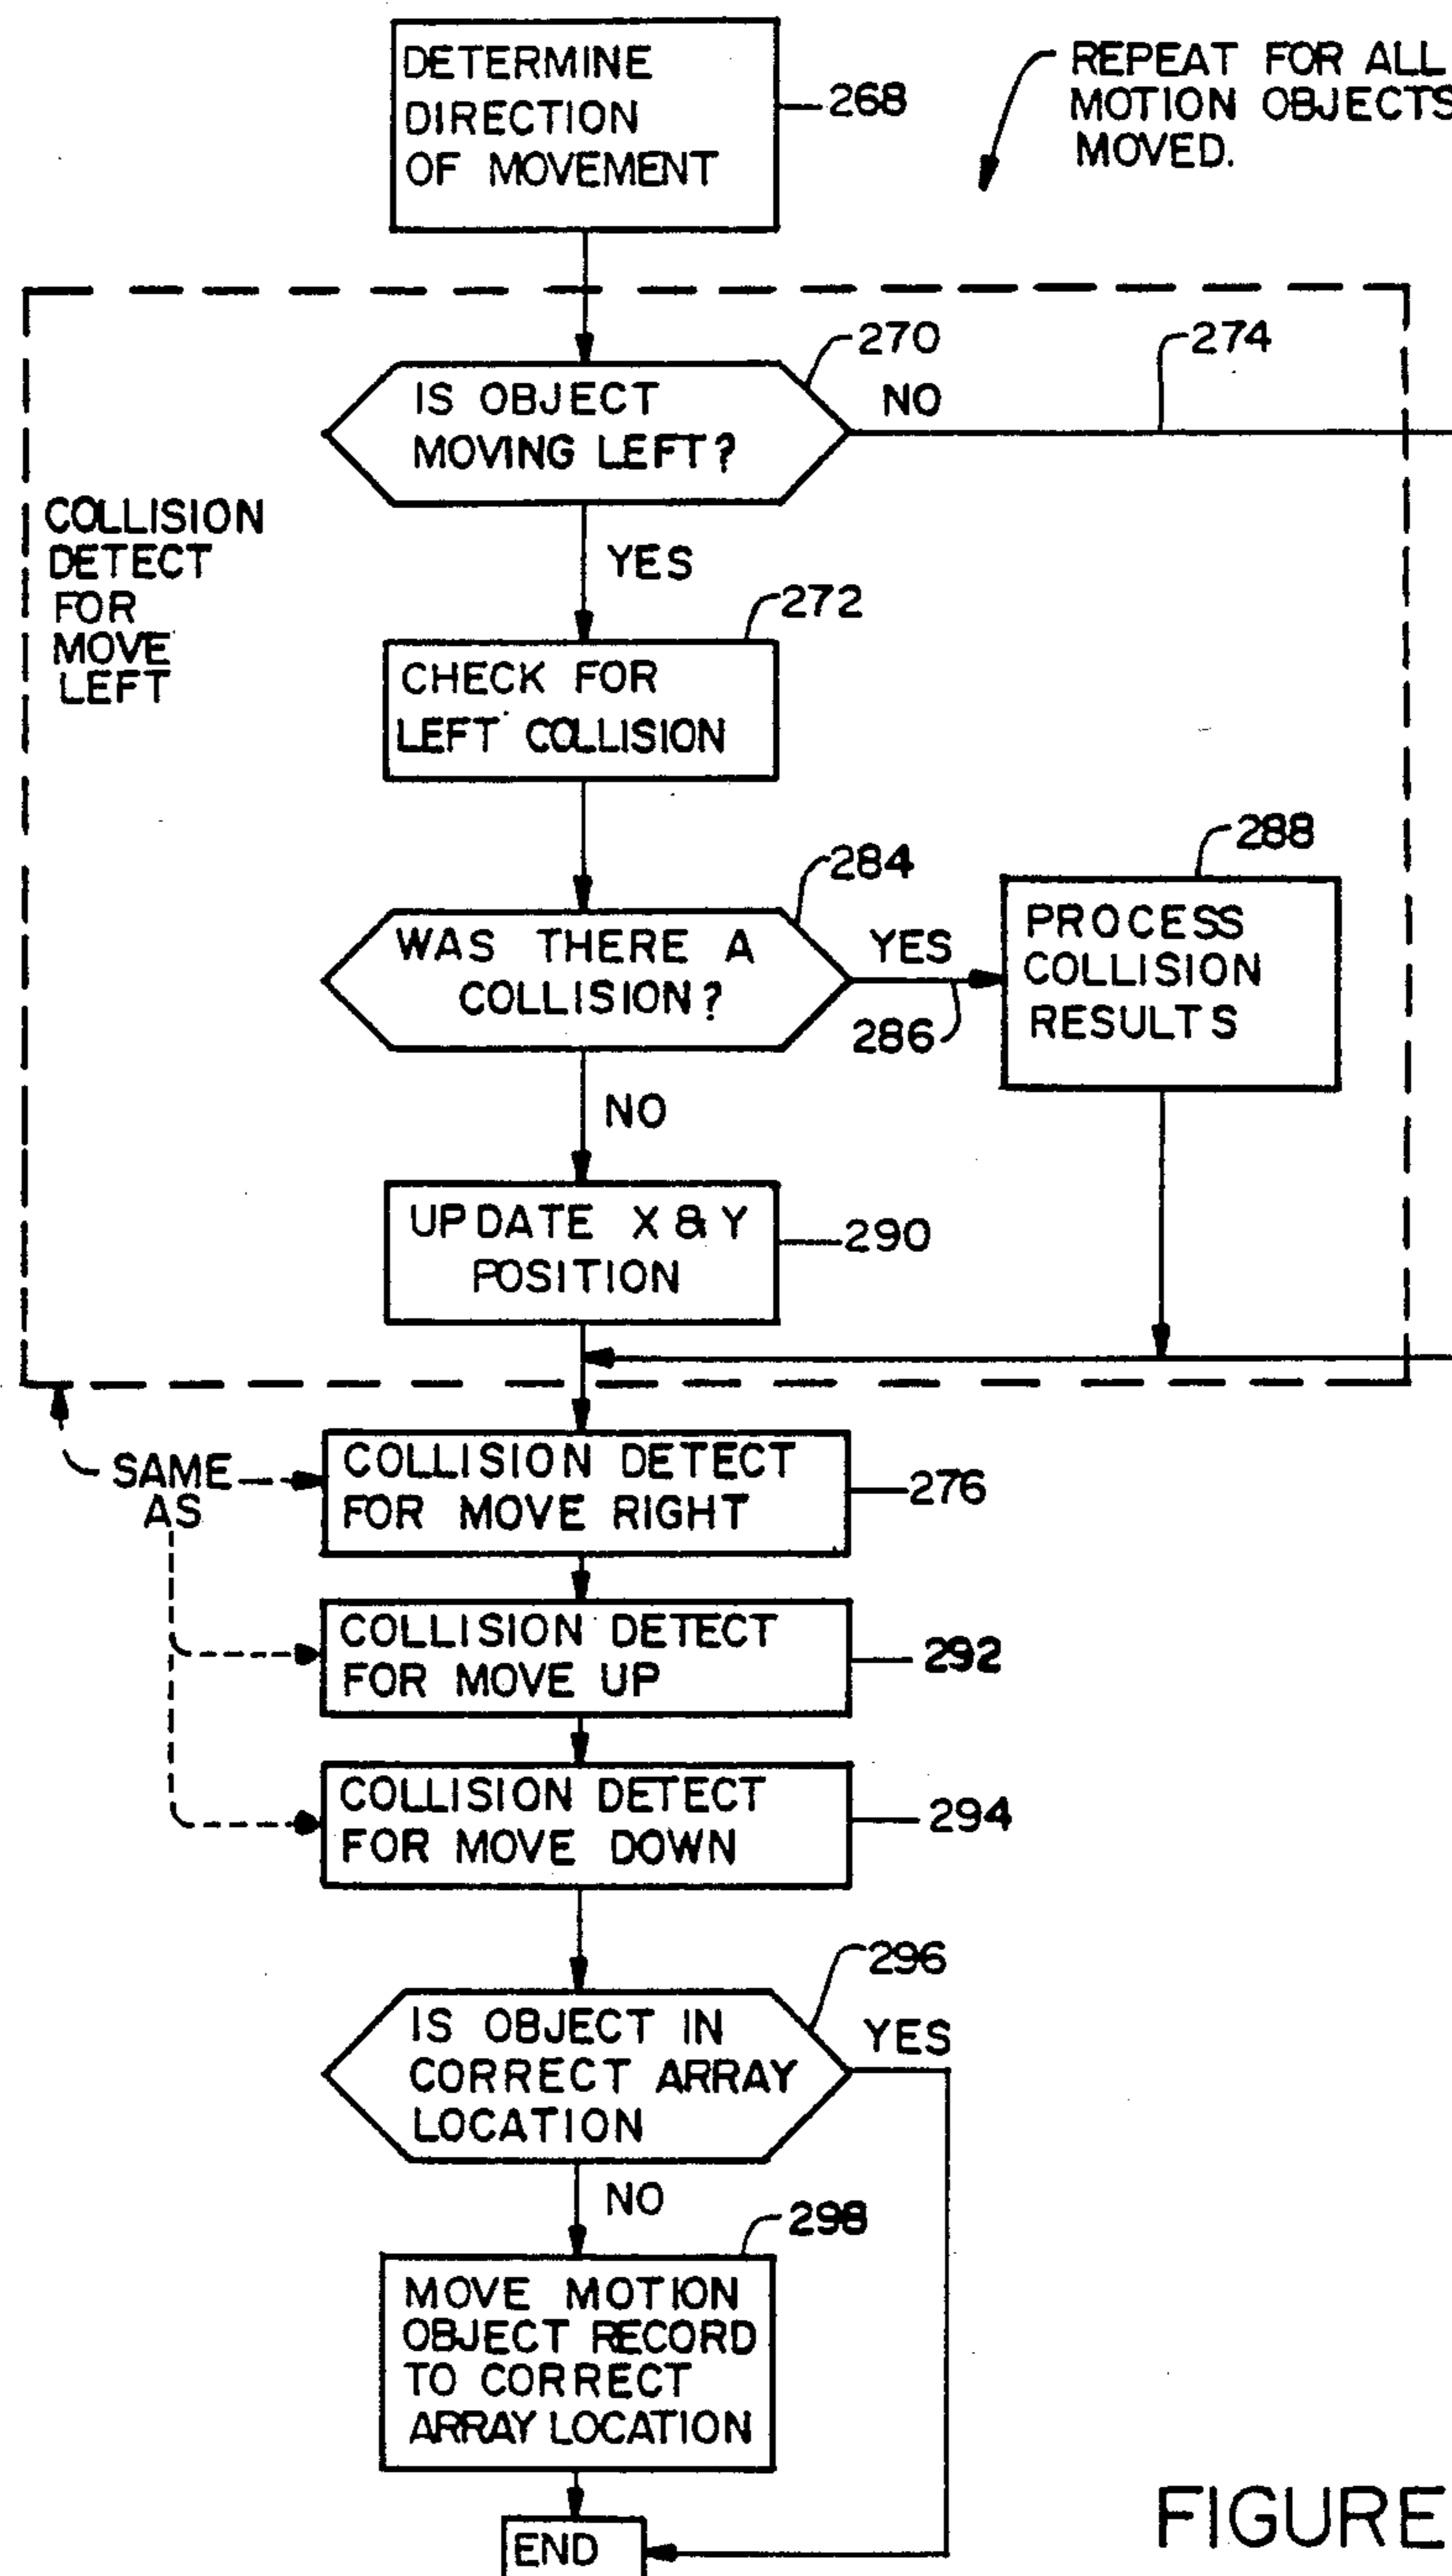 DETERMINE
DIRECTION
OF MOVEMENT
268
REPEAT FOR ALL
MOTION OBJECTS
MOVED.
270
274
IS OBJECT
MOVING LEFT?
NO
COLLISION
DETECT
FOR
MOVE
LEFT
YES
272
CHECK FOR
LEFT COLLISION
284
288
WAS THERE A
COLLISION?
YES
286
PROCESS
COLLISION
RESULTS
NO
UPDATE X & Y
POSITION
290
SAME
AS
COLLISION DETECT
FOR MOVE RIGHT
276
COLLISION DETECT
FOR MOVE UP
292
COLLISION DETECT
FOR MOVE DOWN
294
296
IS OBJECT IN
CORRECT ARRAY
LOCATION
YES
NO
298
MOVE MOTION
OBJECT RECORD
TO CORRECT
ARRAY LOCATION
END
FIGURE